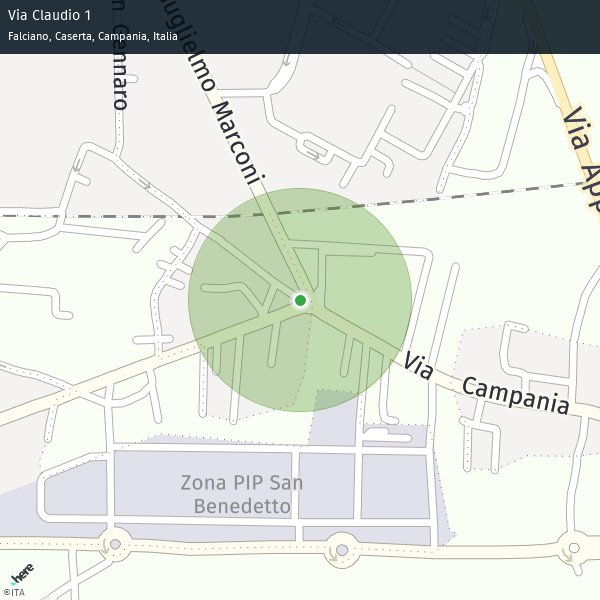 Via Claudio 1
Falciano, Caserta, Campania, Italia
Guglielmo Marconi
Gennaro
Via App
Via Campania
Zona PIP San
Benedetto
here
©ITA